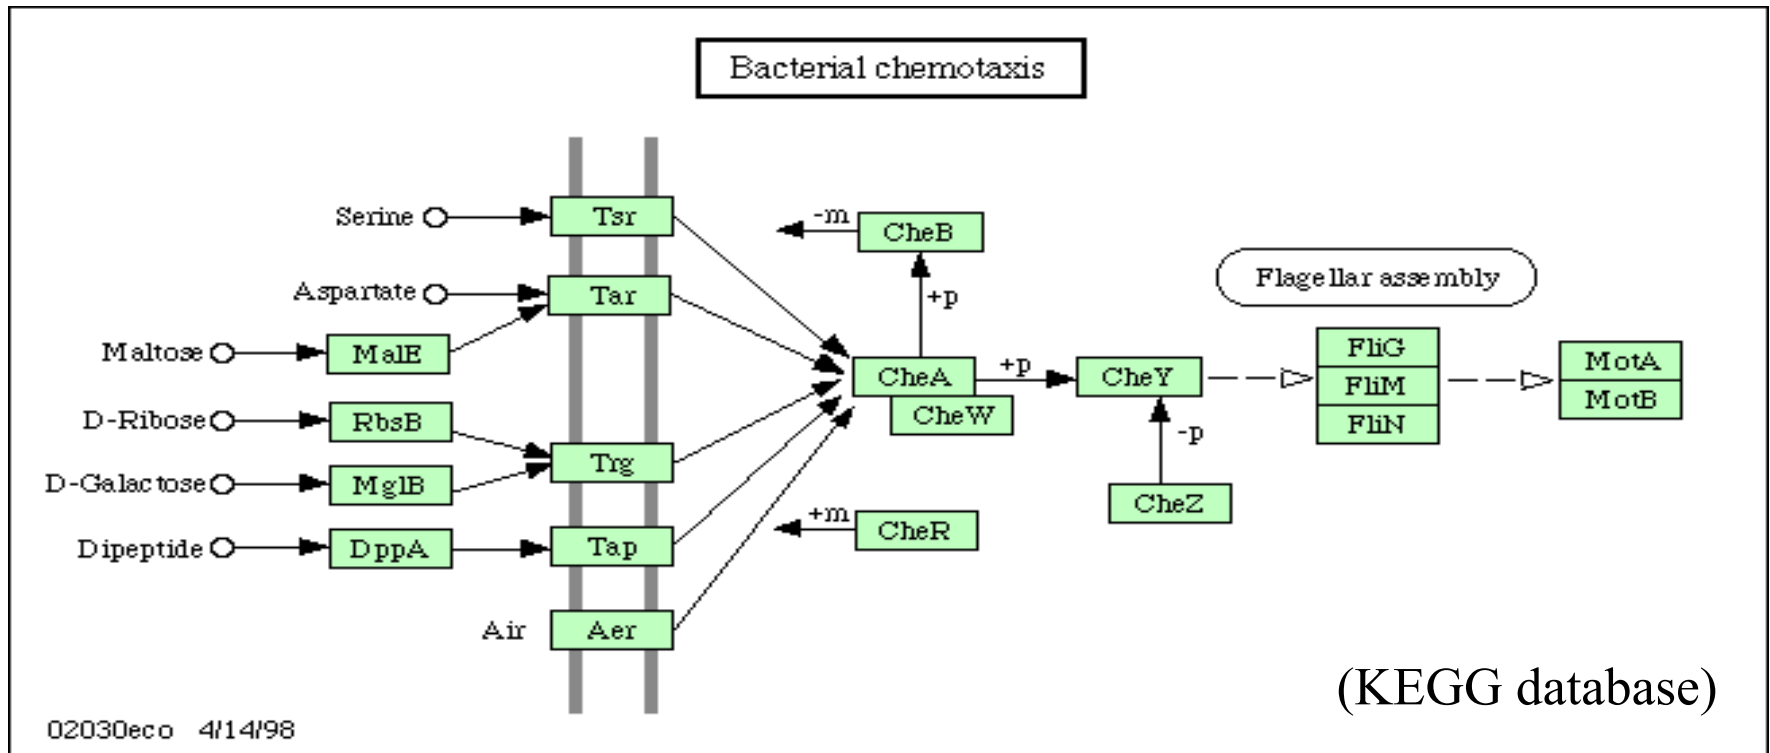 Bacterial chemotaxis
Serine
Tsr
-m
CheB
Aspartate
Tar
+p
Flagellar assembly
Maltose
MalE
CheA
CheW
+p
CheY
FliG
FliM
FliN
MotA
MotB
D-Ribose
RbsB
Trg
-p
D-Galactose
MglB
CheZ
Dipeptide
DppA
Tap
+m
CheR
Air
Aer
(KEGG database)
02030eco 4/14/98